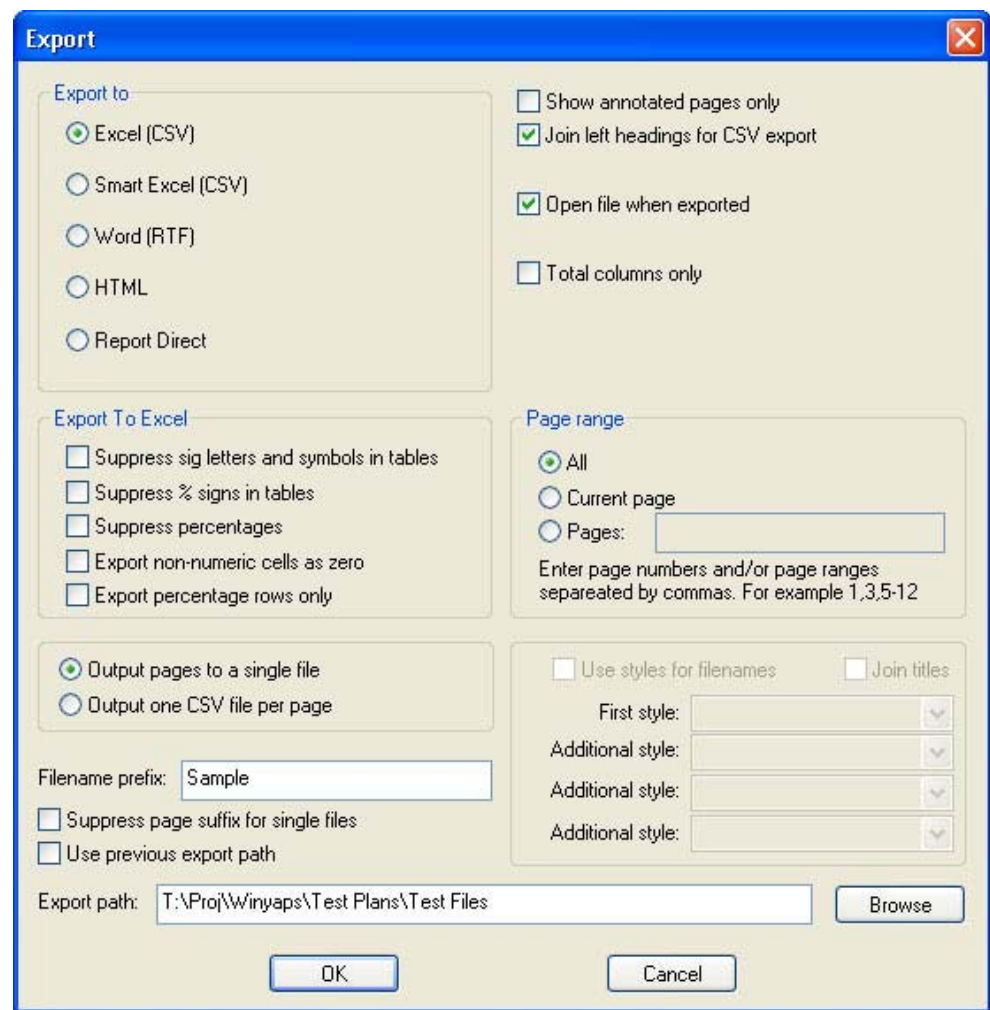 Export
Export to
Excel (CSV)
Smart Excel (CSV)
Word (RTF)
HTML
Report Direct
Show annotated pages only
Join left headings for CSV export
Open file when exported
Total columns only
Export To Excel
Suppress sig letters and symbols in tables
Suppress % signs in tables
Suppress percentages
Export non-numeric cells as zero
Export percentage rows only
Page range
All
Current page
Pages:
Enter page numbers and/or page ranges
separeated by commas. For example 1,3,5-12
Output pages to a single file
Output one CSV file per page
Use styles for filenames
Join titles
First style:
Additional style:
Additional style:
Additional style:
Filename prefix: Sample
Suppress page suffix for single files
Use previous export path
Export path: T:\Proj\Winyaps\Test Plans\Test Files
Browse
OK
Cancel